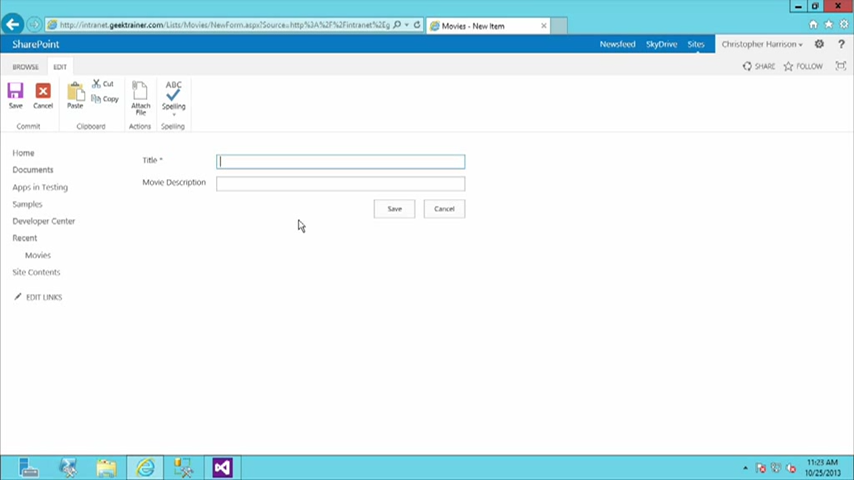 http://intranet.geektrainer.com/Lists/Movies/NewForm.aspx?Source=http%3A%2F%2Fintranet%2Eg
Movies - New Item
SharePoint
Newsfeed SkyDrive Sites Christopher Harrison ?
BROWSE EDIT SHARE FOLLOW
Save Cancel Paste Cut Copy Attach File ABC Spelling
Commit Clipboard Actions Spelling
Home
Documents
Apps in Testing
Samples
Developer Center
Recent
Movies
Site Contents
EDIT LINKS
Title *
Movie Description
Save Cancel
11:23 AM
10/25/2013